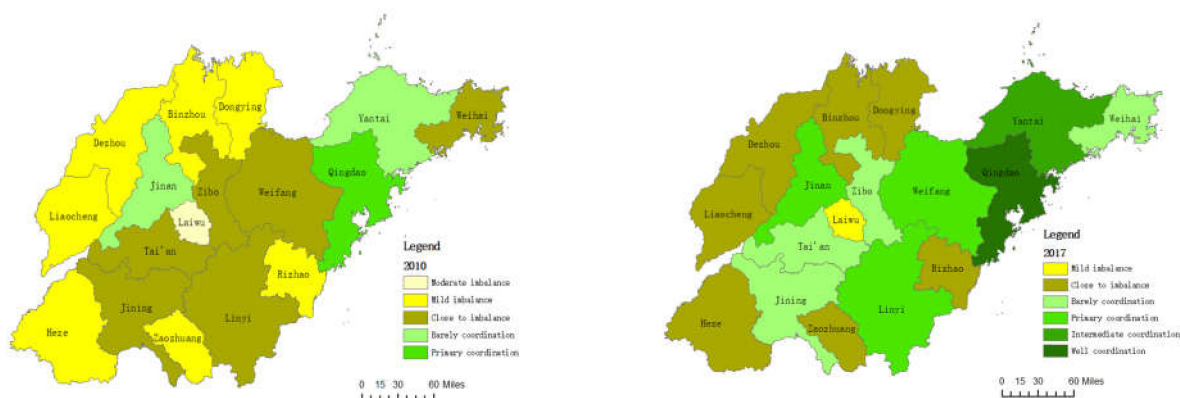 Dongying
Binzhou
Weihai
Yantai
Dezhou
Qingdao
Jinan
Zibo
Weifang
Liaocheng
Laiwu
Tai'an
Rizhao
Jining
Linyi
Heze
Zaozhuang
Legend
2010
Moderate imbalance
Mild imbalance
Close to imbalance
Barely coordination
Primary coordination
0 15 30 60 Miles
Dongying
Binzhou
Weihai
Yantai
Dezhou
Qingdao
Jinan
Zibo
Weifang
Liaocheng
Laiwu
Tai'an
Rizhao
Jining
Linyi
Heze
Zaozhuang
Legend
2017
Mild imbalance
Close to imbalance
Barely coordination
Primary coordination
Intermediate coordination
Well coordination
0 15 30 60 Miles